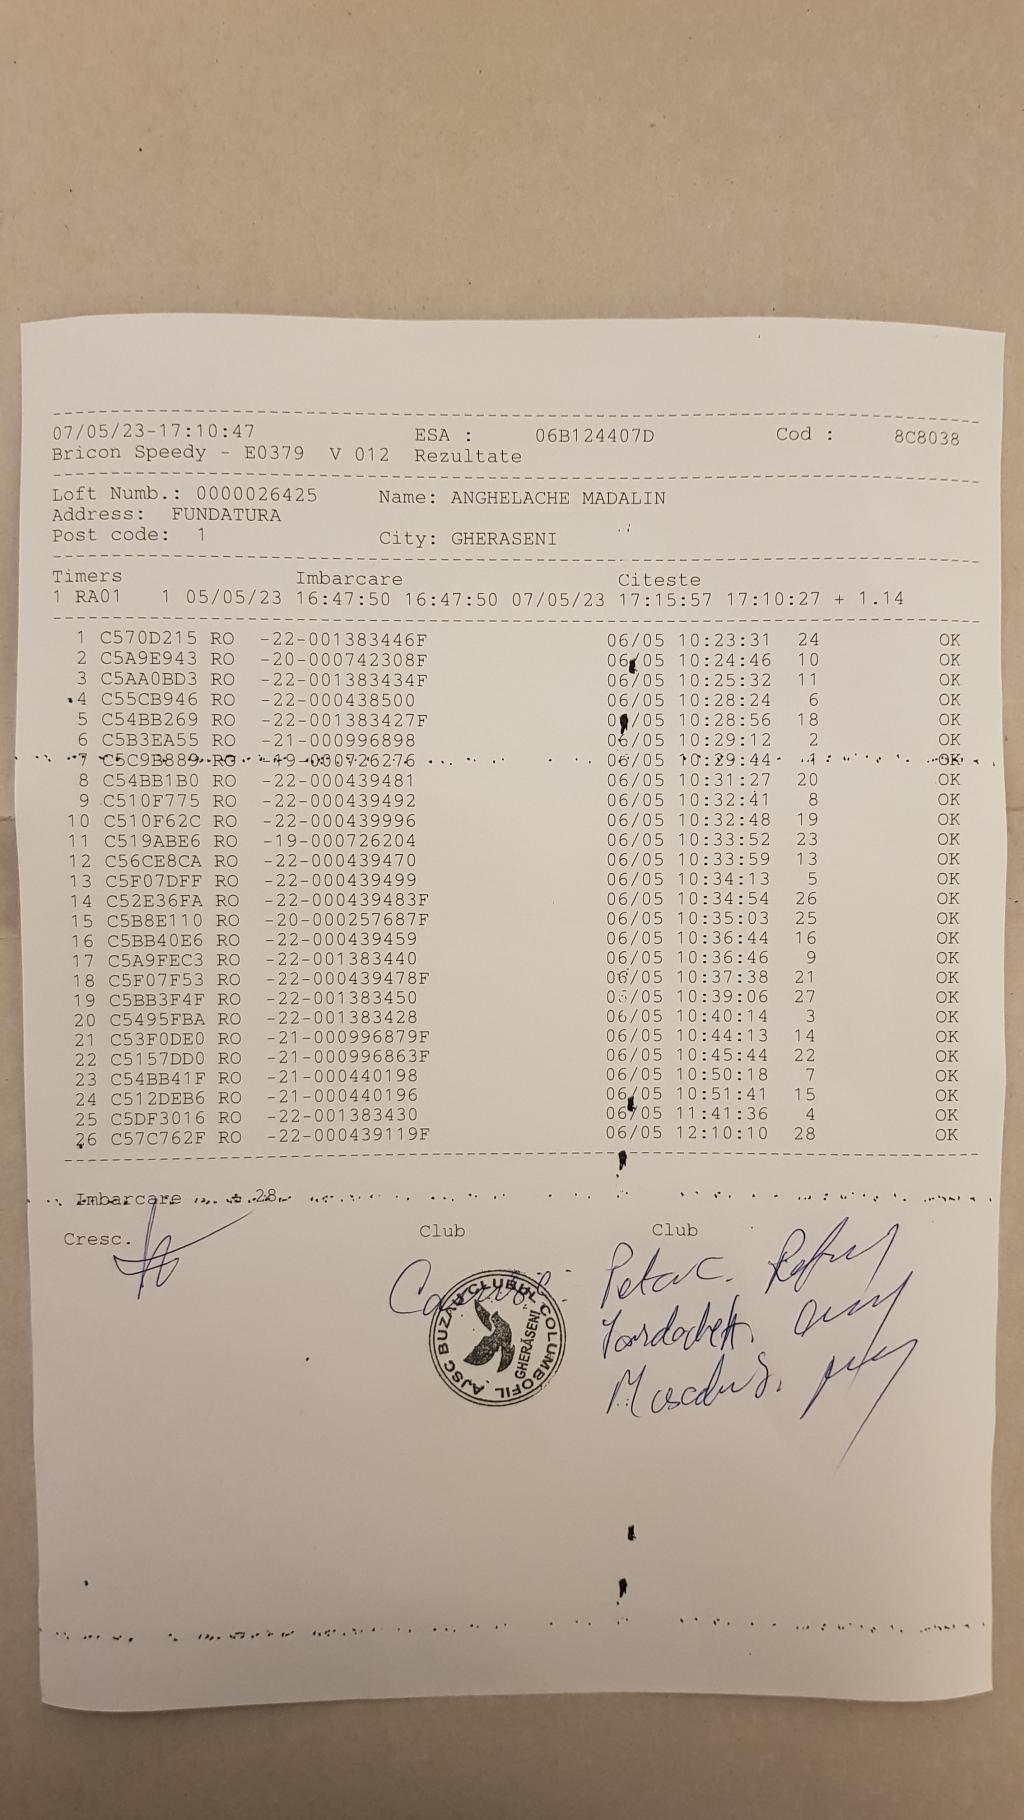 07/05/23-17:10:47 ESA : 06B124407D Cod : 8C8038
Bricon Speedy - E0379 V 012 Rezultate
Loft Numb.: 0000026425 Name: ANGHELACHE MADALIN
Address: FUNDATURA
Post code: 1 City: GHERASENI
Timers Imbarcare Citeste
1 RA01 1 05/05/23 16:47:50 16:47:50 07/05/23 17:15:57 17:10:27 + 1.14
1 C570D215 RO -22-001383446F 06/05 10:23:31 24 OK
2 C5A9E943 RO -20-000742308F 06/05 10:24:46 10 OK
3 C5AA0BD3 RO -22-001383434F 06/05 10:25:32 11 OK
4 C55CB946 RO -22-000438500 06/05 10:28:24 6 OK
5 C54BB269 RO -22-001383427F 06/05 10:28:56 18 OK
6 C5B3EA55 RO -21-000996898 06/05 10:29:12 2 OK
7 C5C9B889 RO -19-000726276 06/05 10:29:44 1 OK
8 C54BB1B0 RO -22-000439481 06/05 10:31:27 20 OK
9 C510F775 RO -22-000439492 06/05 10:32:41 8 OK
10 C510F62C RO -22-000439996 06/05 10:32:48 19 OK
11 C519ABE6 RO -19-000726204 06/05 10:33:52 23 OK
12 C56CE8CA RO -22-000439470 06/05 10:33:59 13 OK
13 C5F07DFF RO -22-000439499 06/05 10:34:13 5 OK
14 C52E36FA RO -22-000439483F 06/05 10:34:54 26 OK
15 C5B8E110 RO -20-000257687F 06/05 10:35:03 25 OK
16 C5BB40E6 RO -22-000439459 06/05 10:36:44 16 OK
17 C5A9FEC3 RO -22-001383440 06/05 10:36:46 9 OK
18 C5F07F53 RO -22-000439478F 06/05 10:37:38 21 OK
19 C5BB3F4F RO -22-001383450 06/05 10:39:06 27 OK
20 C5495FBA RO -22-001383428 06/05 10:40:14 3 OK
21 C53F0DE0 RO -21-000996879F 06/05 10:44:13 14 OK
22 C5157DD0 RO -21-000996863F 06/05 10:45:44 22 OK
23 C54BB41F RO -21-000440198 06/05 10:50:18 7 OK
24 C512DEB6 RO -21-000440196 06/05 10:51:41 15 OK
25 C5DF3016 RO -22-001383430 06/05 11:41:36 4 OK
26 C57C762F RO -22-000439119F 06/05 12:10:10 28 OK
Imbarcare : 28
Cresc. Club Club
AJSC BUZAU CLUBUL COLUMBOFIL
GHERĂSENI